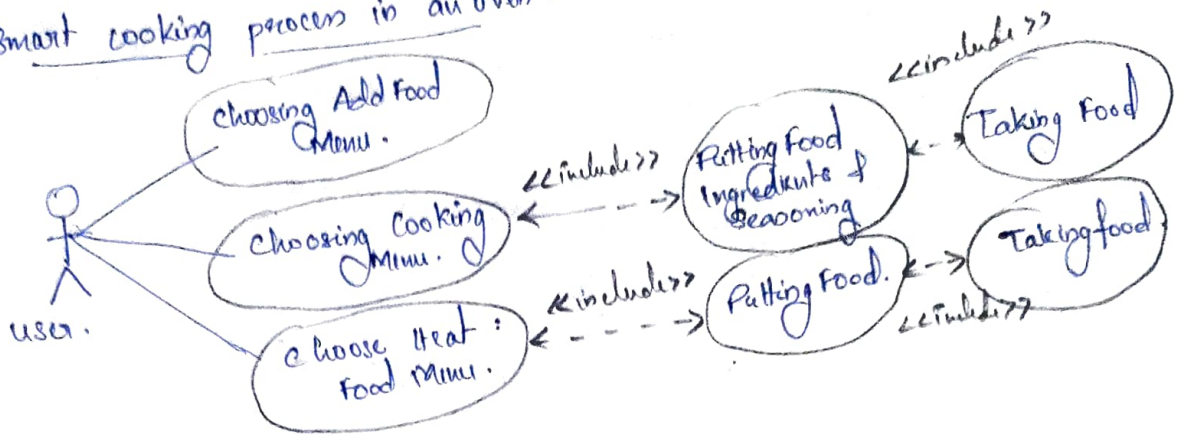 Smart cooking process in an oven
Choosing Add Food
Menu.
<<include>>
Taking Food
Putting Food
Ingredients &
Seasoning
<<include>>
Choosing Cooking
Menu.
Taking food
Putting Food.
<<include>>
<<include>>
user.
Choose Heat :
Food Menu.